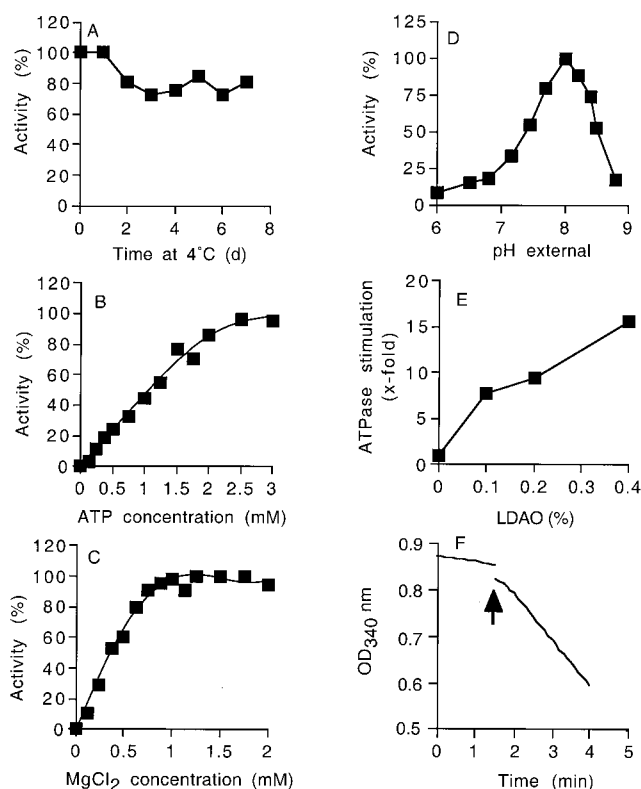 A
Activity (%)
120
100
80
60
40
20
0
0 2 4 6 8
Time at 4°C (d)
B
Activity (%)
120
100
80
60
40
20
0
0 0.5 1 1.5 2 2.5 3
ATP concentration (mM)
C
Activity (%)
120
100
80
60
40
20
0
0 0.5 1 1.5 2
MgCl2 concentration (mM)
D
Activity (%)
125
100
75
50
25
0
6 7 8 9
pH external
E
ATPase stimulation
(x-fold)
20
15
10
5
0
0 0.1 0.2 0.3 0.4
LDAO (%)
F
OD340 nm
0.9
0.8
0.7
0.6
0.5
0 1 2 3 4 5
Time (min)